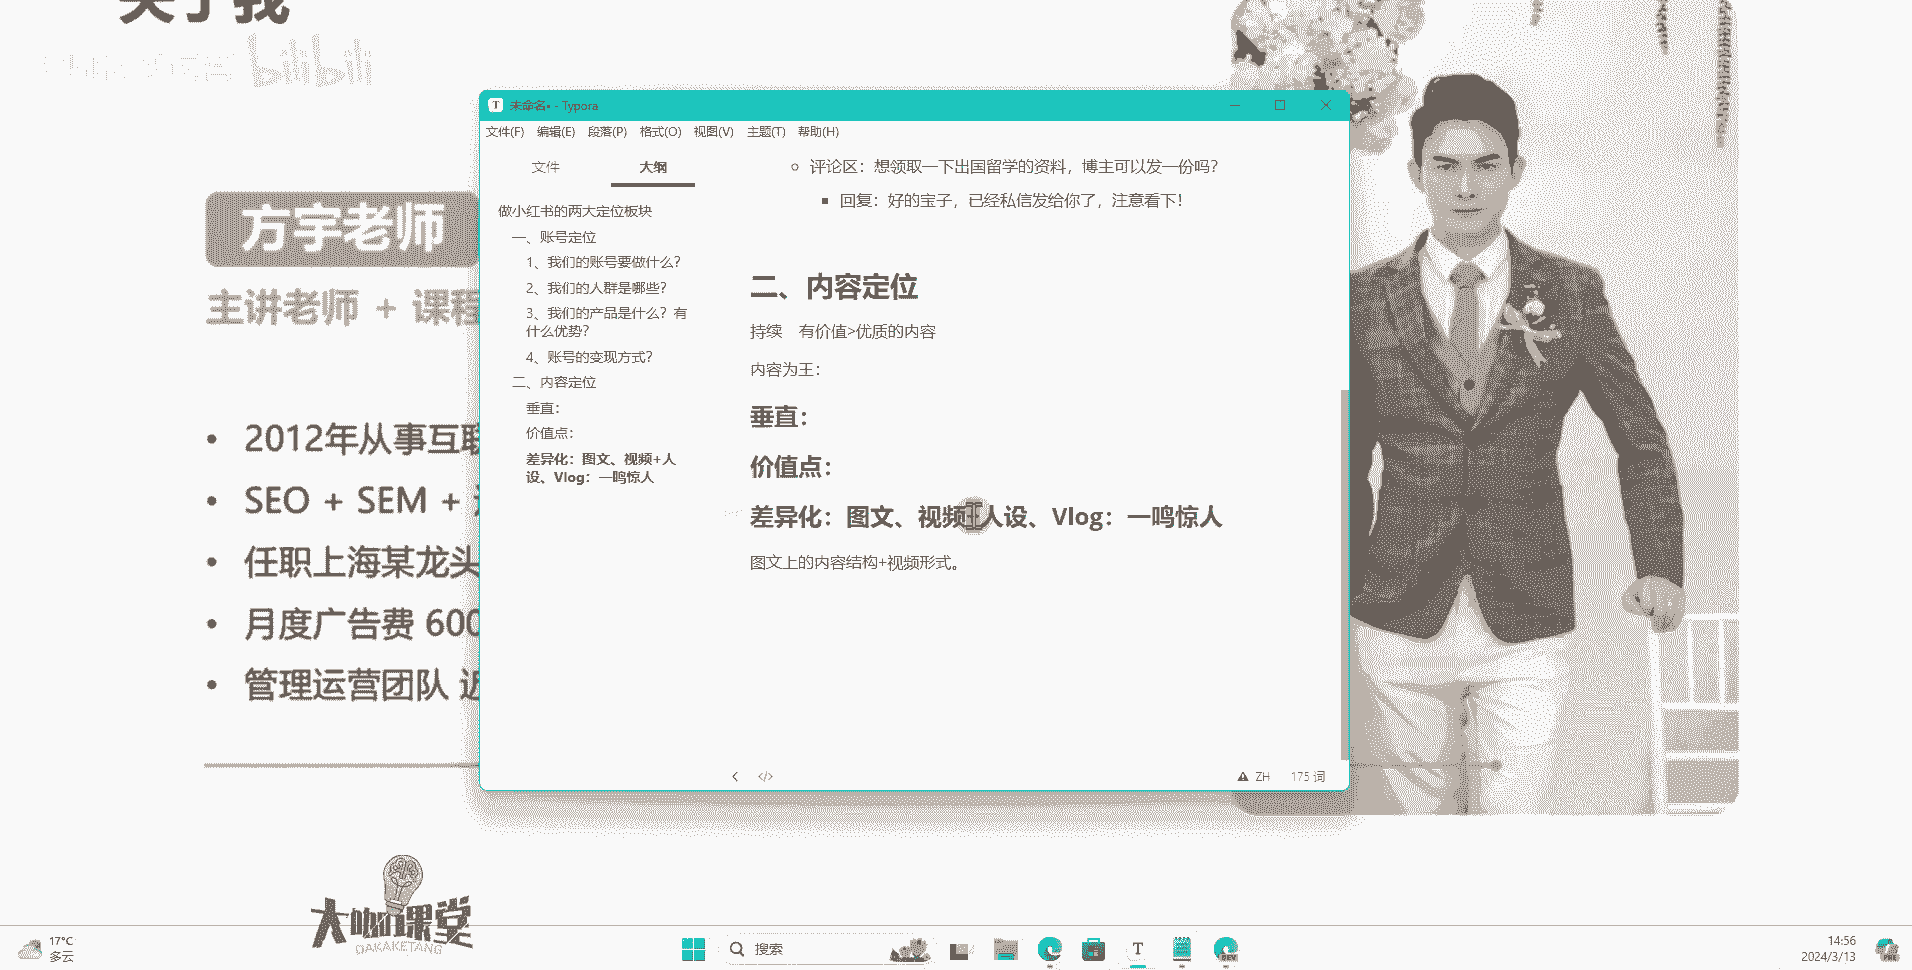 关于我
bilibili
方宇老师
主讲老师 + 课程
2012年从事互联
SEO + SEM +
任职上海某龙头
月度广告费 600
管理运营团队 近
未命名• - Typora
文件(F) 编辑(E) 段落(P) 格式(O) 视图(V) 主题(T) 帮助(H)
文件 大纲
做小红书的两大定位板块
一、账号定位
1、我们的账号要做什么？
2、我们的人群是哪些？
3、我们的产品是什么？有
什么优势？
4、账号的变现方式？
二、内容定位
垂直：
价值点：
差异化：图文、视频+人
设、Vlog：一鸣惊人
评论区：想领取一下出国留学的资料，博主可以发一份吗？
回复：好的宝子，已经私信发给你了，注意看下！
二、内容定位
持续 有价值>优质的内容
内容为王：
垂直：
价值点：
差异化：图文、视频+人设、Vlog：一鸣惊人
图文上的内容结构+视频形式。
ZH 175 词
大咖课堂
DAKAKETANG
17°C
多云
搜索
14:56
2024/3/13